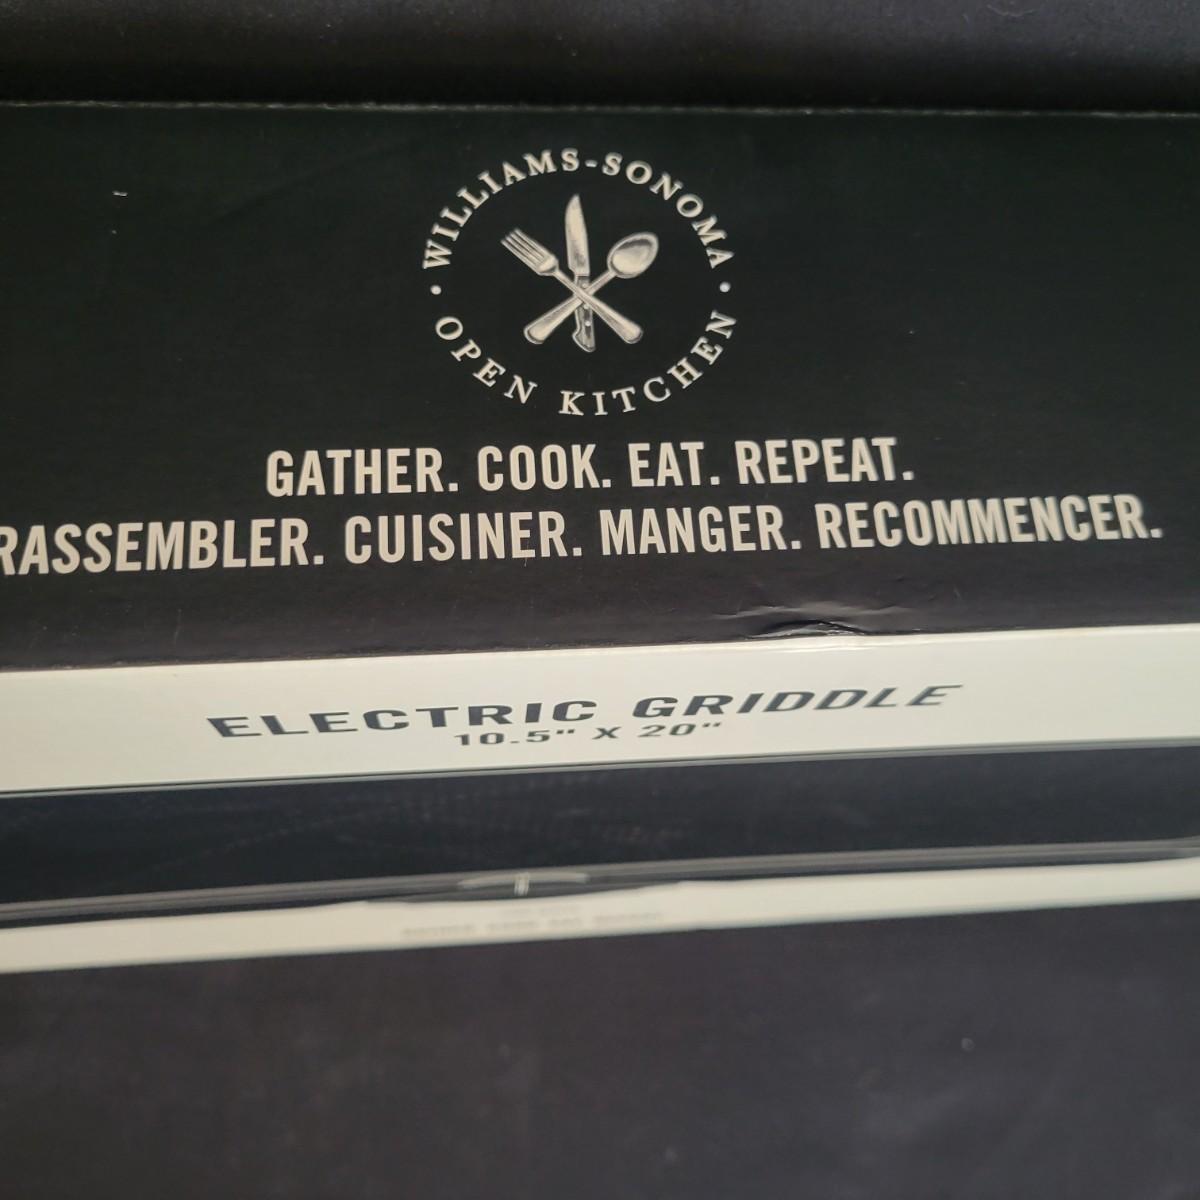 WILLIAMS-SONOMA
• OPEN KITCHEN •
GATHER. COOK. EAT. REPEAT.
RASSEMBLER. CUISINER. MANGER. RECOMMENCER.
ELECTRIC GRIDDLE
10.5" X 20"